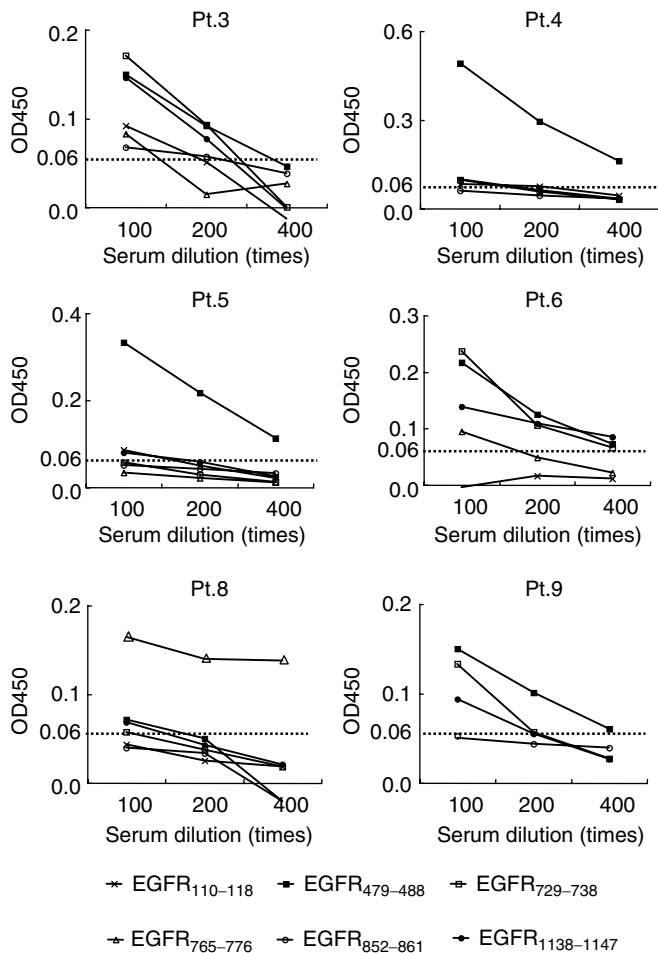 Pt.3
0.2
0.1
0.06
0.0
OD450
100 200 400
Serum dilution (times)
Pt.4
0.6
0.3
0.06
0.0
OD450
100 200 400
Serum dilution (times)
Pt.5
0.4
0.2
0.06
0.0
OD450
100 200 400
Serum dilution (times)
Pt.6
0.3
0.2
0.1
0.06
0.0
OD450
100 200 400
Serum dilution (times)
Pt.8
0.2
0.1
0.06
0.0
OD450
100 200 400
Serum dilution (times)
Pt.9
0.2
0.1
0.06
0.0
OD450
100 200 400
Serum dilution (times)
EGFR110–118 EGFR479–488 EGFR729–738
EGFR765–776 EGFR852–861 EGFR1138–1147